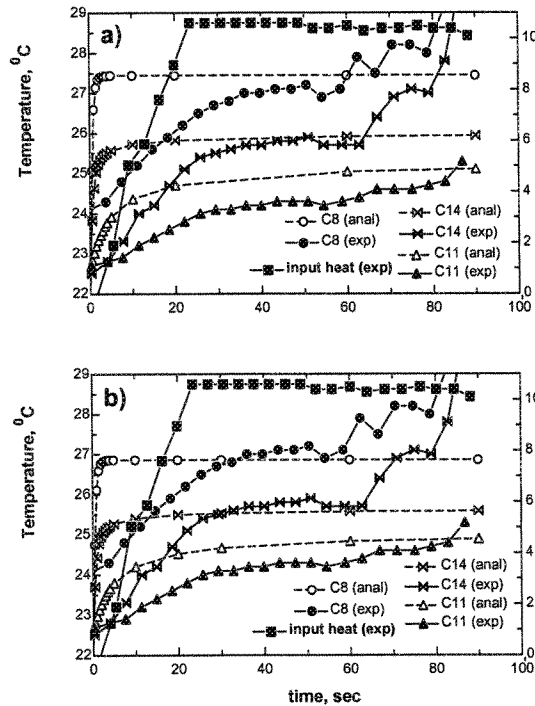 a)
29
28
27
26
25
24
23
22
Temperature, ⁰C
10
8
6
4
2
0
C8 (anal)
C8 (exp)
input heat (exp)
C14 (anal)
C14 (exp)
C11 (anal)
C11 (exp)
0 20 40 60 80 100
b)
29
28
27
26
25
24
23
22
Temperature, ⁰C
10
8
6
4
2
0
C8 (anal)
C8 (exp)
input heat (exp)
C14 (anal)
C14 (exp)
C11 (anal)
C11 (exp)
0 20 40 60 80 100
time, sec